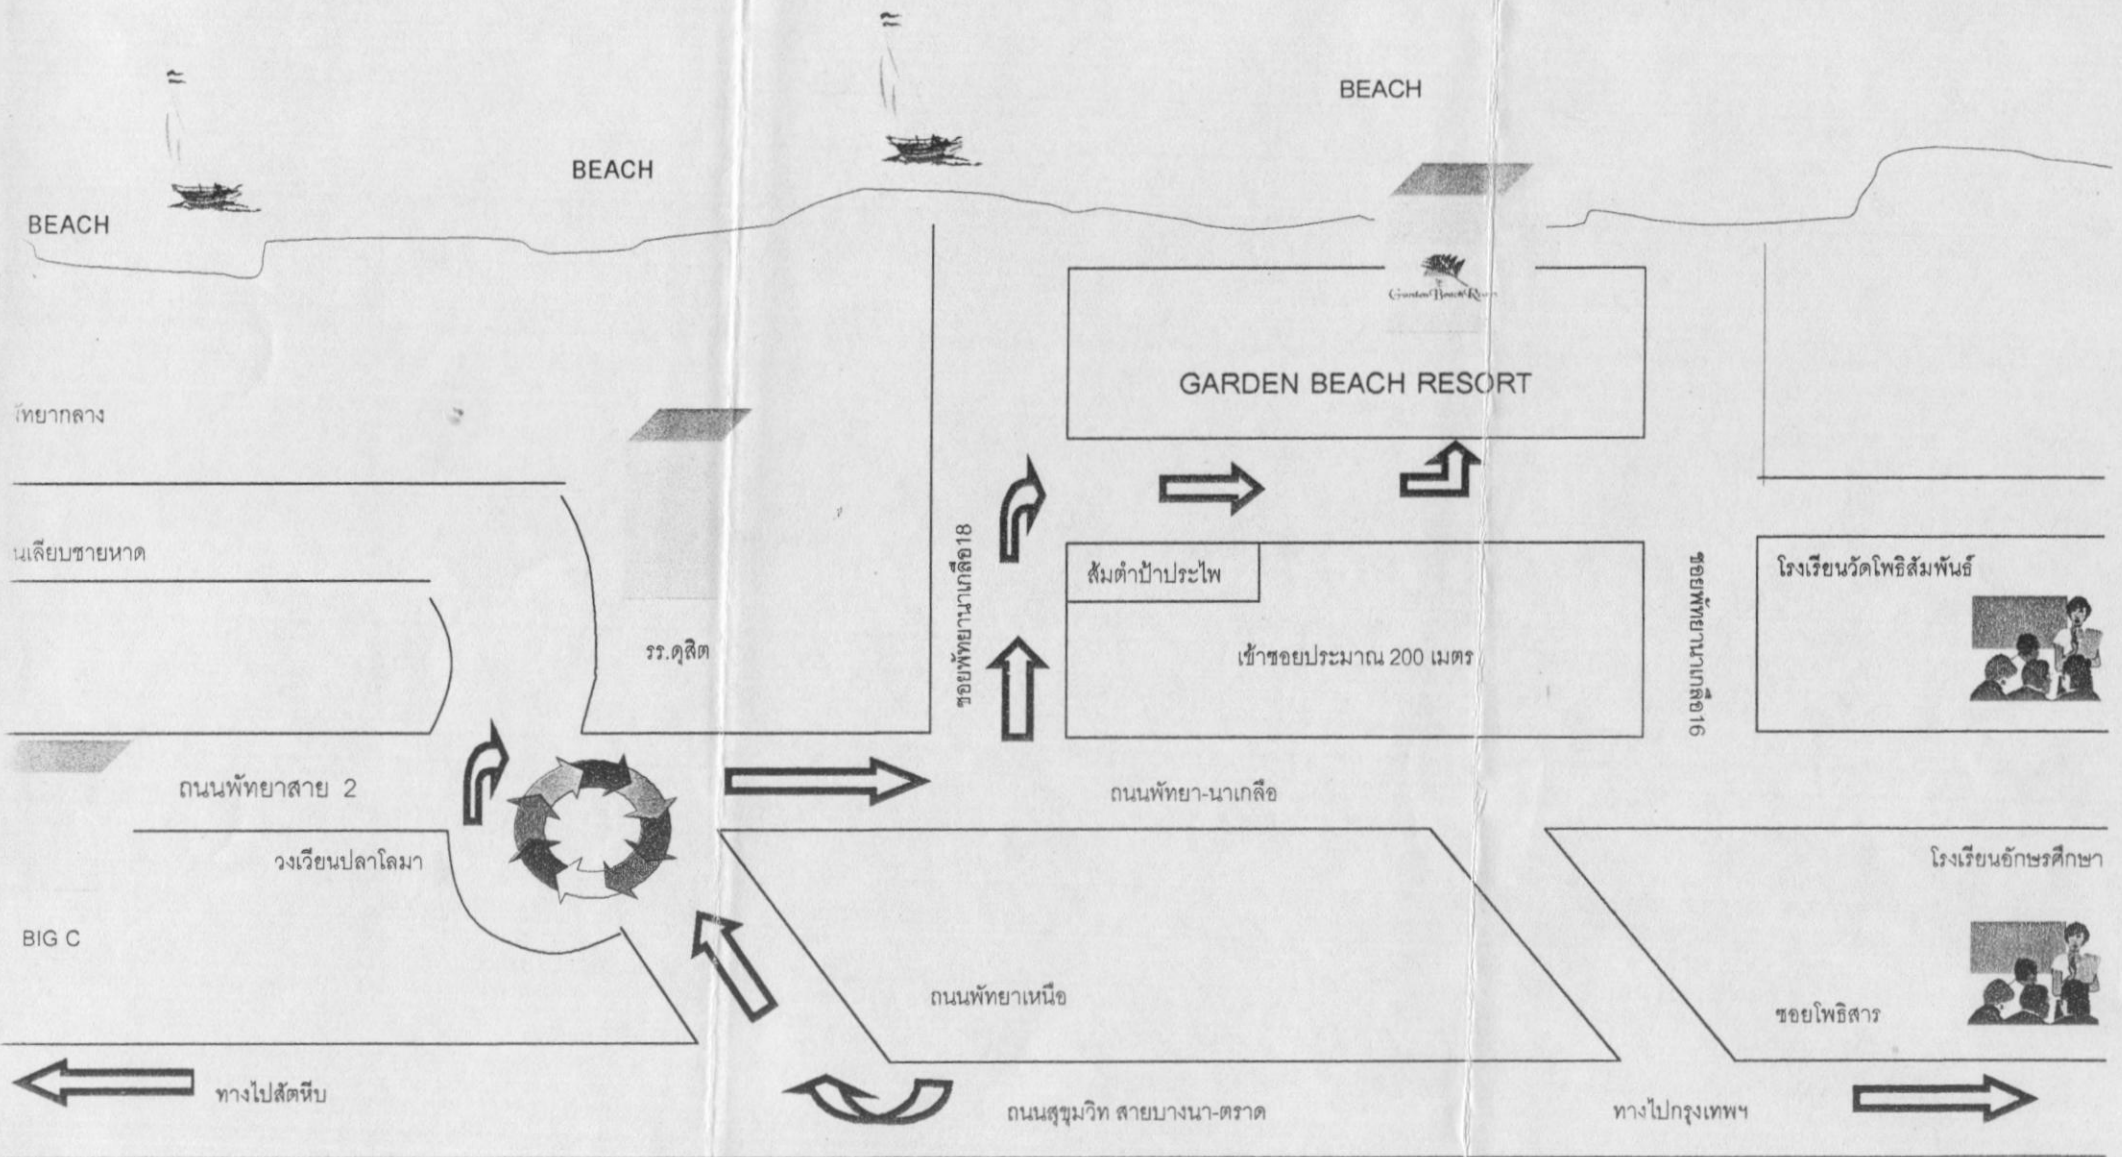 BEACH
BEACH
BEACH
GARDEN BEACH RESORT
นเลียบชายหาด
ซอยพัทยานาเกลือ18
ส้มตำป้าประไพ
ซอยพัทยานาเกลือ16
โรงเรียนวัดโพธิสัมพันธ์
รร.ดุสิต
เข้าซอยประมาณ 200 เมตร
ถนนพัทยาสาย 2
ถนนพัทยา-นาเกลือ
วงเวียนปลาโลมา
โรงเรียนอักษรศึกษา
BIG C
ถนนพัทยาเหนือ
ซอยโพธิสาร
ทางไปสัตหีบ
ถนนสุขุมวิท สายบางนา-ตราด
ทางไปกรุงเทพฯ